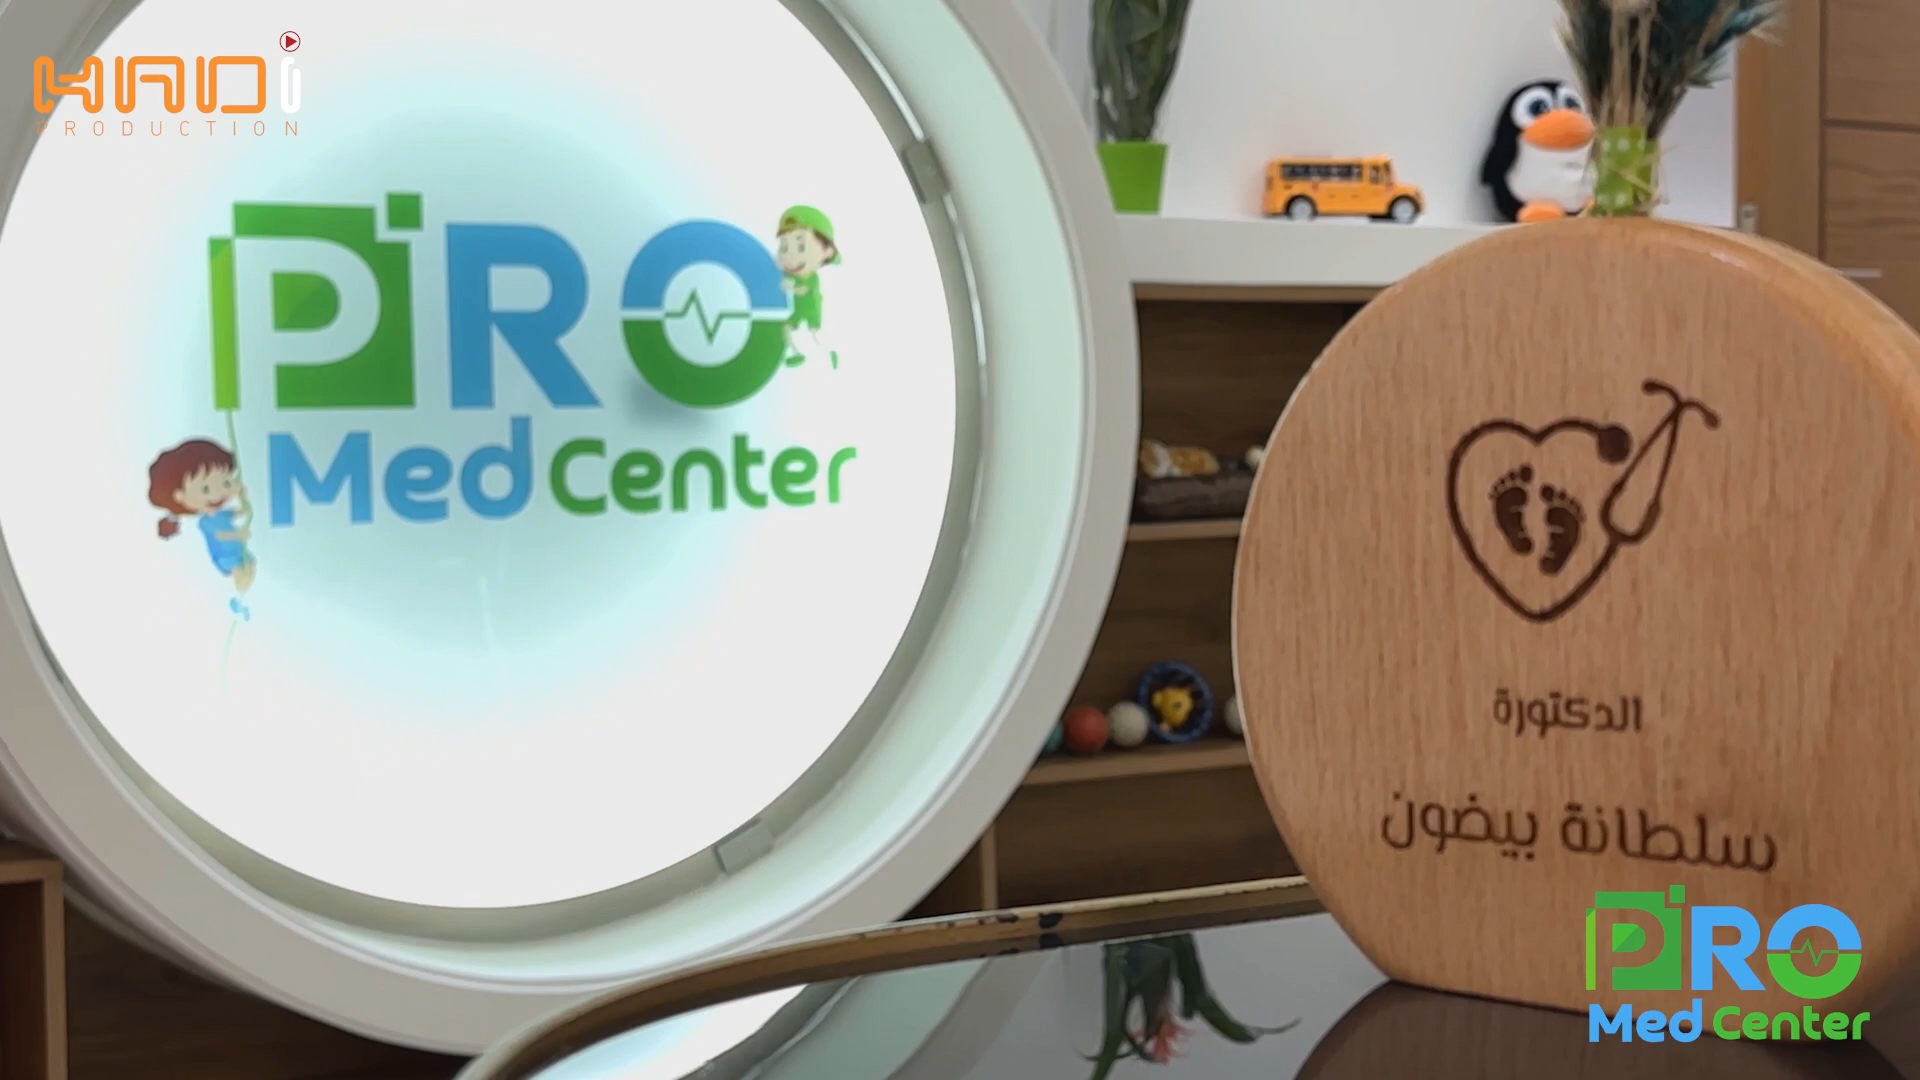 HADi
PRODUCTION
PRO
Med Center
الدكتورة
سلطانة بيضون
PRO
Med Center